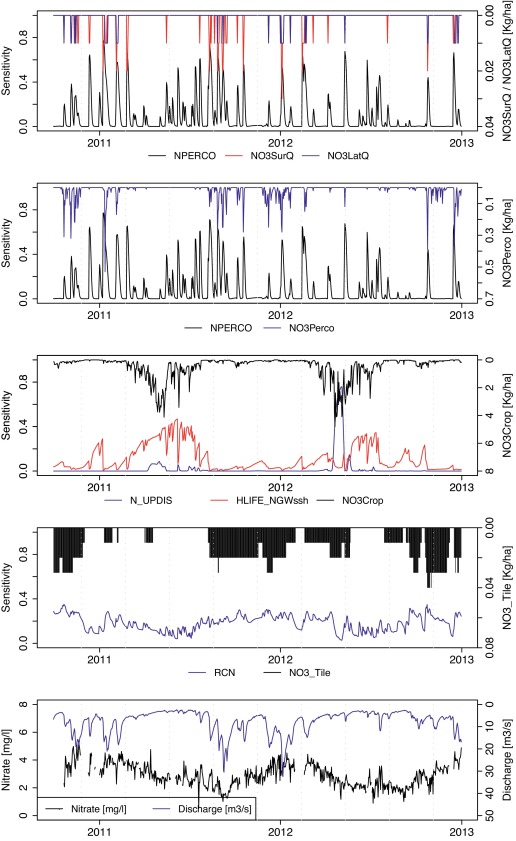 Sensitivity
0.0 0.4 0.8
0.00 0.02 0.04
NO3SurQ / NO3LatQ [Kg/ha]
2011 2012 2013
NPERCO NO3SurQ NO3LatQ
Sensitivity
0.0 0.4 0.8
0.1 0.3 0.5 0.7
NO3Perco [Kg/ha]
2011 2012 2013
NPERCO NO3Perco
Sensitivity
0.0 0.4 0.8
0 2 4 6 8
NO3Crop [Kg/ha]
2011 2012 2013
N_UPDIS HLIFE_NGWssh NO3Crop
Sensitivity
0.0 0.4 0.8
0.00 0.04 0.08
NO3_Tile [Kg/ha]
2011 2012 2013
RCN NO3_Tile
Nitrate [mg/l]
0 2 4 6 8
0 10 20 30 40 50
Discharge [m3/s]
Nitrate [mg/l] Discharge [m3/s]
2011 2012 2013